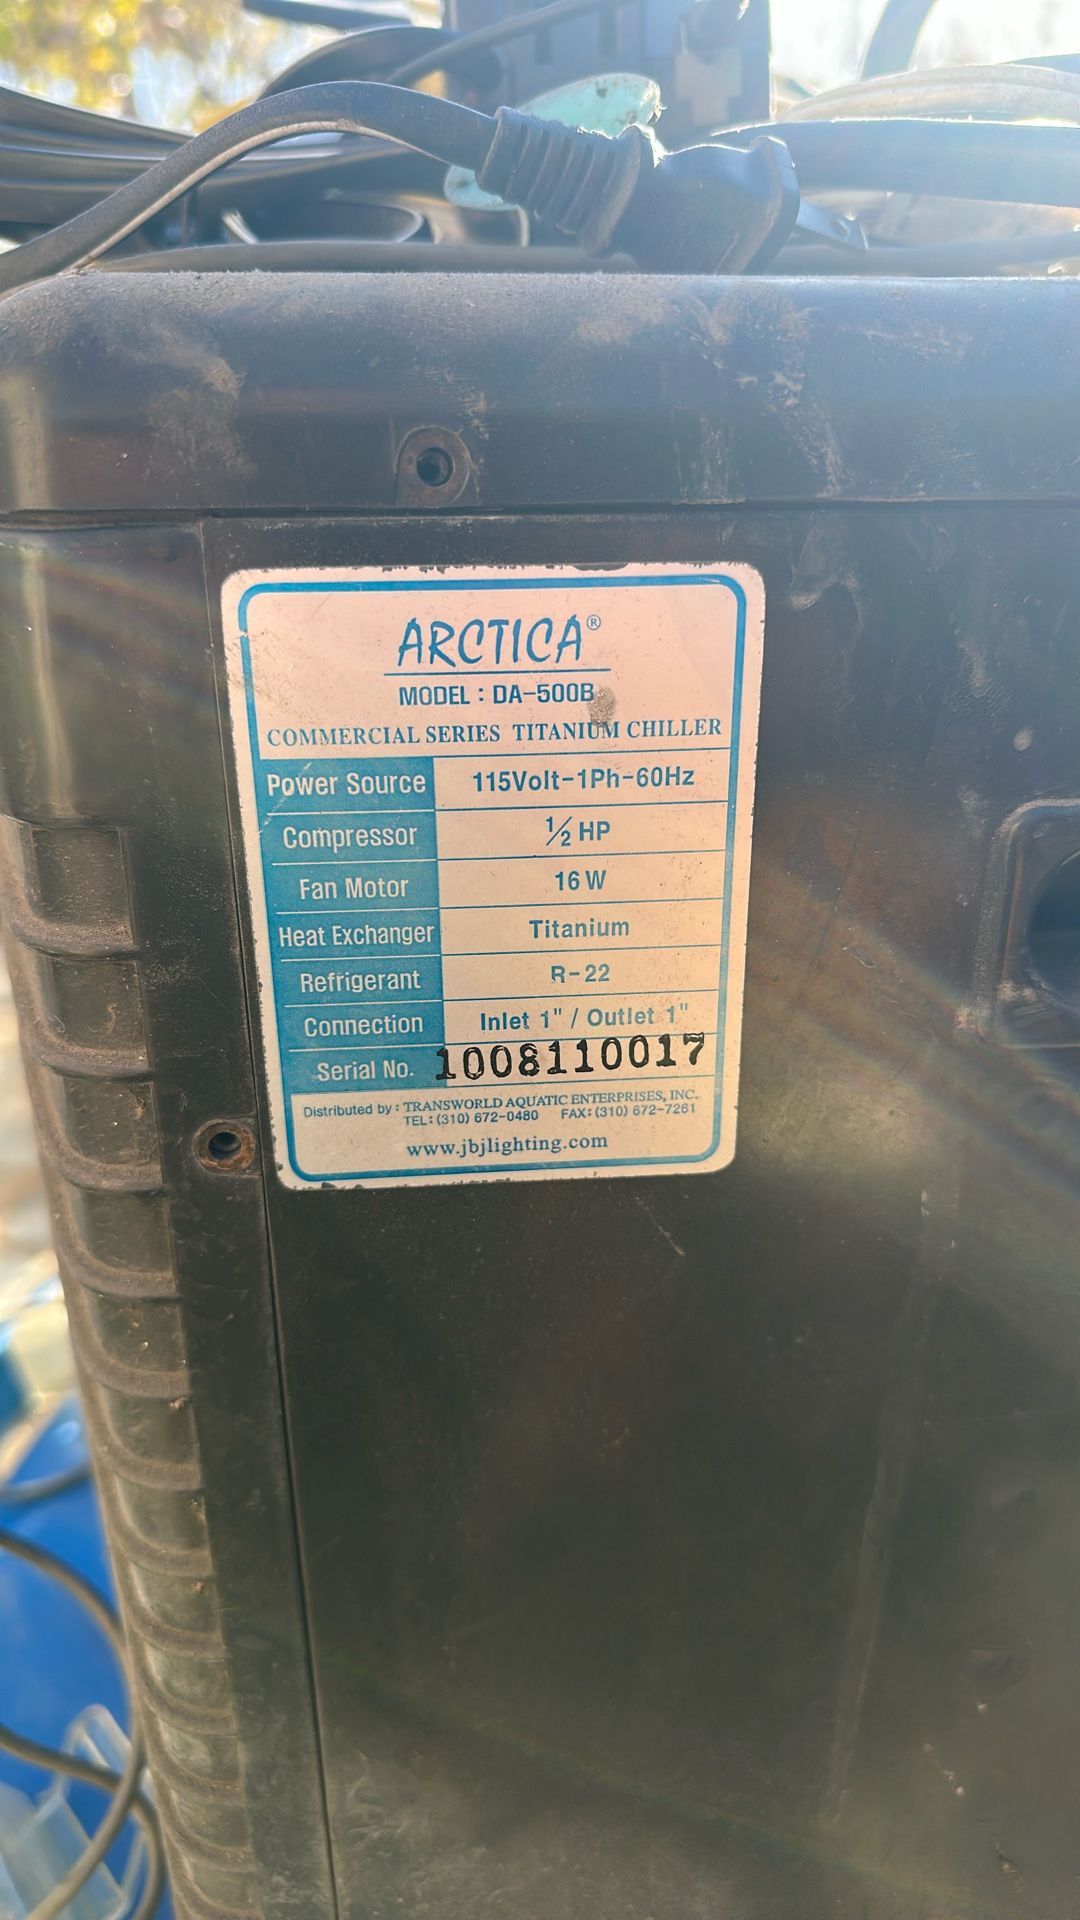 ARCTICA®
MODEL : DA-500B
COMMERCIAL SERIES TITANIUM CHILLER
Power Source 115Volt-1Ph-60Hz
Compressor ½ HP
Fan Motor 16 W
Heat Exchanger Titanium
Refrigerant R-22
Connection Inlet 1" / Outlet 1"
Serial No. 1008110017
Distributed by : TRANSWORLD AQUATIC ENTERPRISES, INC.
TEL: (310) 672-0480 FAX: (310) 672-7261
www.jbjlighting.com